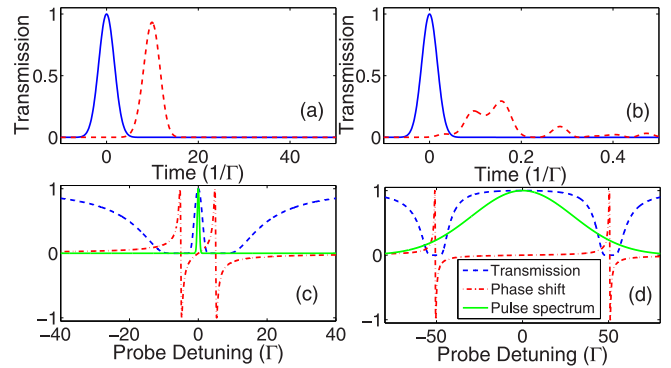 Transmission
1
0.5
0
0
20
40
Time (1/Γ)
(a)
Transmission
1
0.5
0
0
0.2
0.4
Time (1/Γ)
(b)
1
0
−1
−40
−20
0
20
40
Probe Detuning (Γ)
(c)
1
0
−1
−50
0
50
Probe Detuning (Γ)
(d)
Transmission
Phase shift
Pulse spectrum